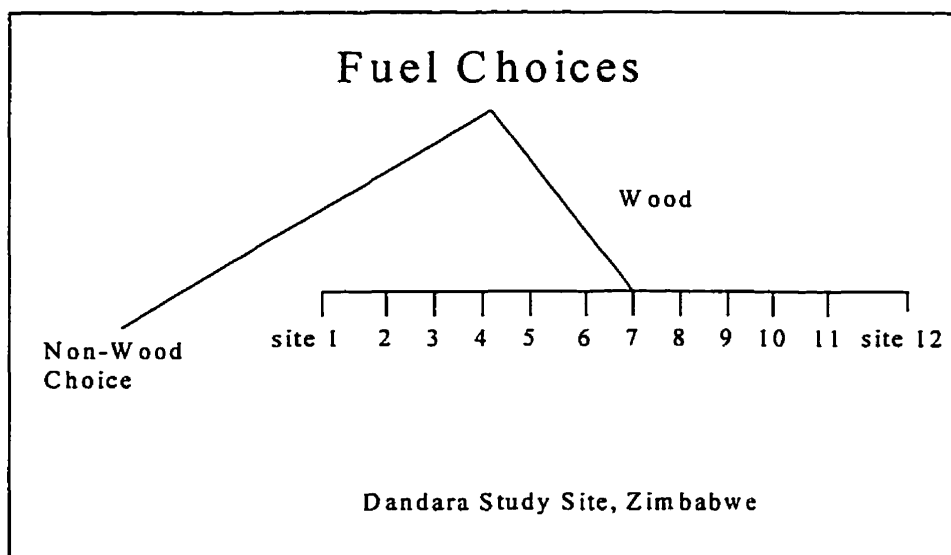 Fuel Choices
Wood
site 1 2 3 4 5 6 7 8 9 10 11 site 12
Non-Wood
Choice
Dandara Study Site, Zimbabwe